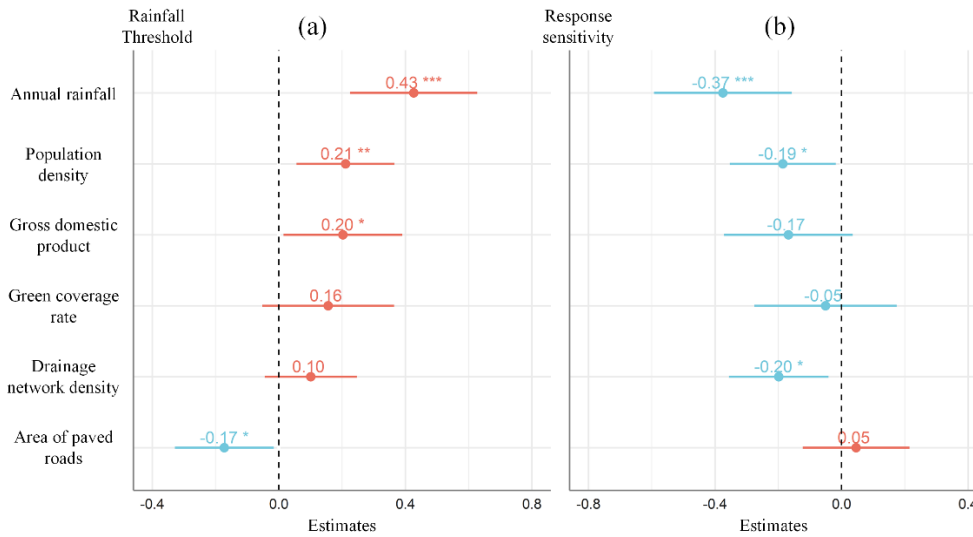 Rainfall
Threshold
(a)
Response
sensitivity
(b)
Annual rainfall
0.43 ***
-0.37 ***
Population
density
0.21 **
-0.19 *
Gross domestic
product
0.20 *
-0.17
Green coverage
rate
0.16
-0.05
Drainage
network density
0.10
-0.20 *
Area of paved
roads
-0.17 *
0.05
-0.4 0.0 0.4 0.8
-0.8 -0.4 0.0 0.4
Estimates
Estimates